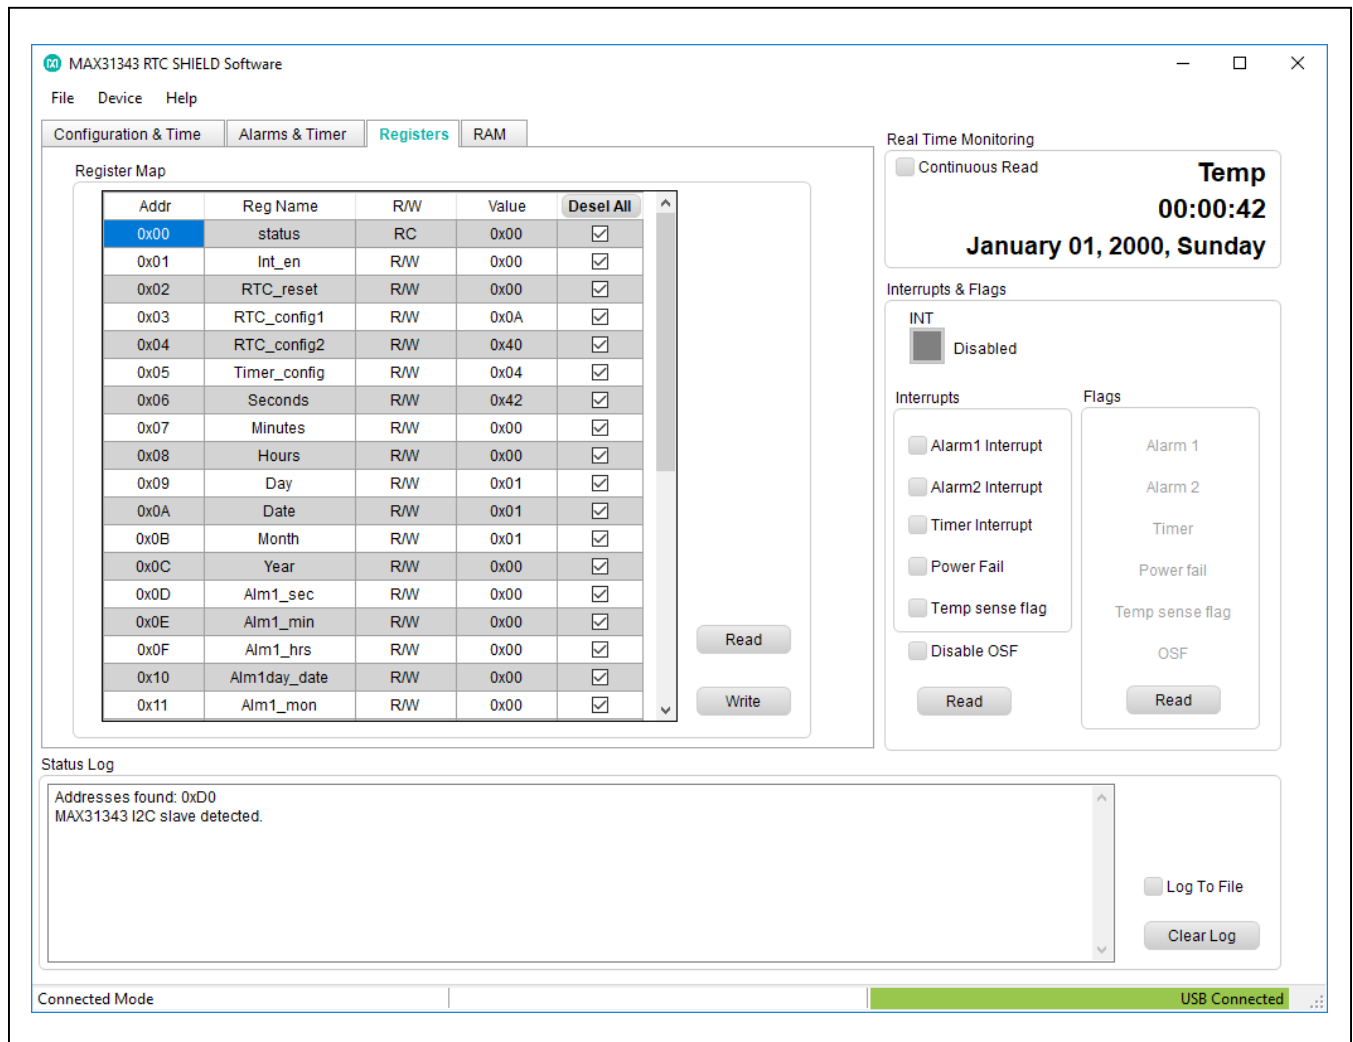 MAX31343 RTC SHIELD Software
File Device Help
Configuration & Time Alarms & Timer Registers RAM
Register Map
Addr Reg Name R/W Value Desel All
0x00 status RC 0x00
0x01 Int_en R/W 0x00
0x02 RTC_reset R/W 0x00
0x03 RTC_config1 R/W 0x0A
0x04 RTC_config2 R/W 0x40
0x05 Timer_config R/W 0x04
0x06 Seconds R/W 0x42
0x07 Minutes R/W 0x00
0x08 Hours R/W 0x00
0x09 Day R/W 0x01
0x0A Date R/W 0x01
0x0B Month R/W 0x01
0x0C Year R/W 0x00
0x0D Alm1_sec R/W 0x00
0x0E Alm1_min R/W 0x00
0x0F Alm1_hrs R/W 0x00
0x10 Alm1day_date R/W 0x00
0x11 Alm1_mon R/W 0x00
Read
Write
Real Time Monitoring
Continuous Read
Temp
00:00:42
January 01, 2000, Sunday
Interrupts & Flags
INT
Disabled
Interrupts
Alarm1 Interrupt
Alarm2 Interrupt
Timer Interrupt
Power Fail
Temp sense flag
Disable OSF
Read
Flags
Alarm 1
Alarm 2
Timer
Power fail
Temp sense flag
OSF
Read
Status Log
Addresses found: 0xD0
MAX31343 I2C slave detected.
Log To File
Clear Log
Connected Mode
USB Connected